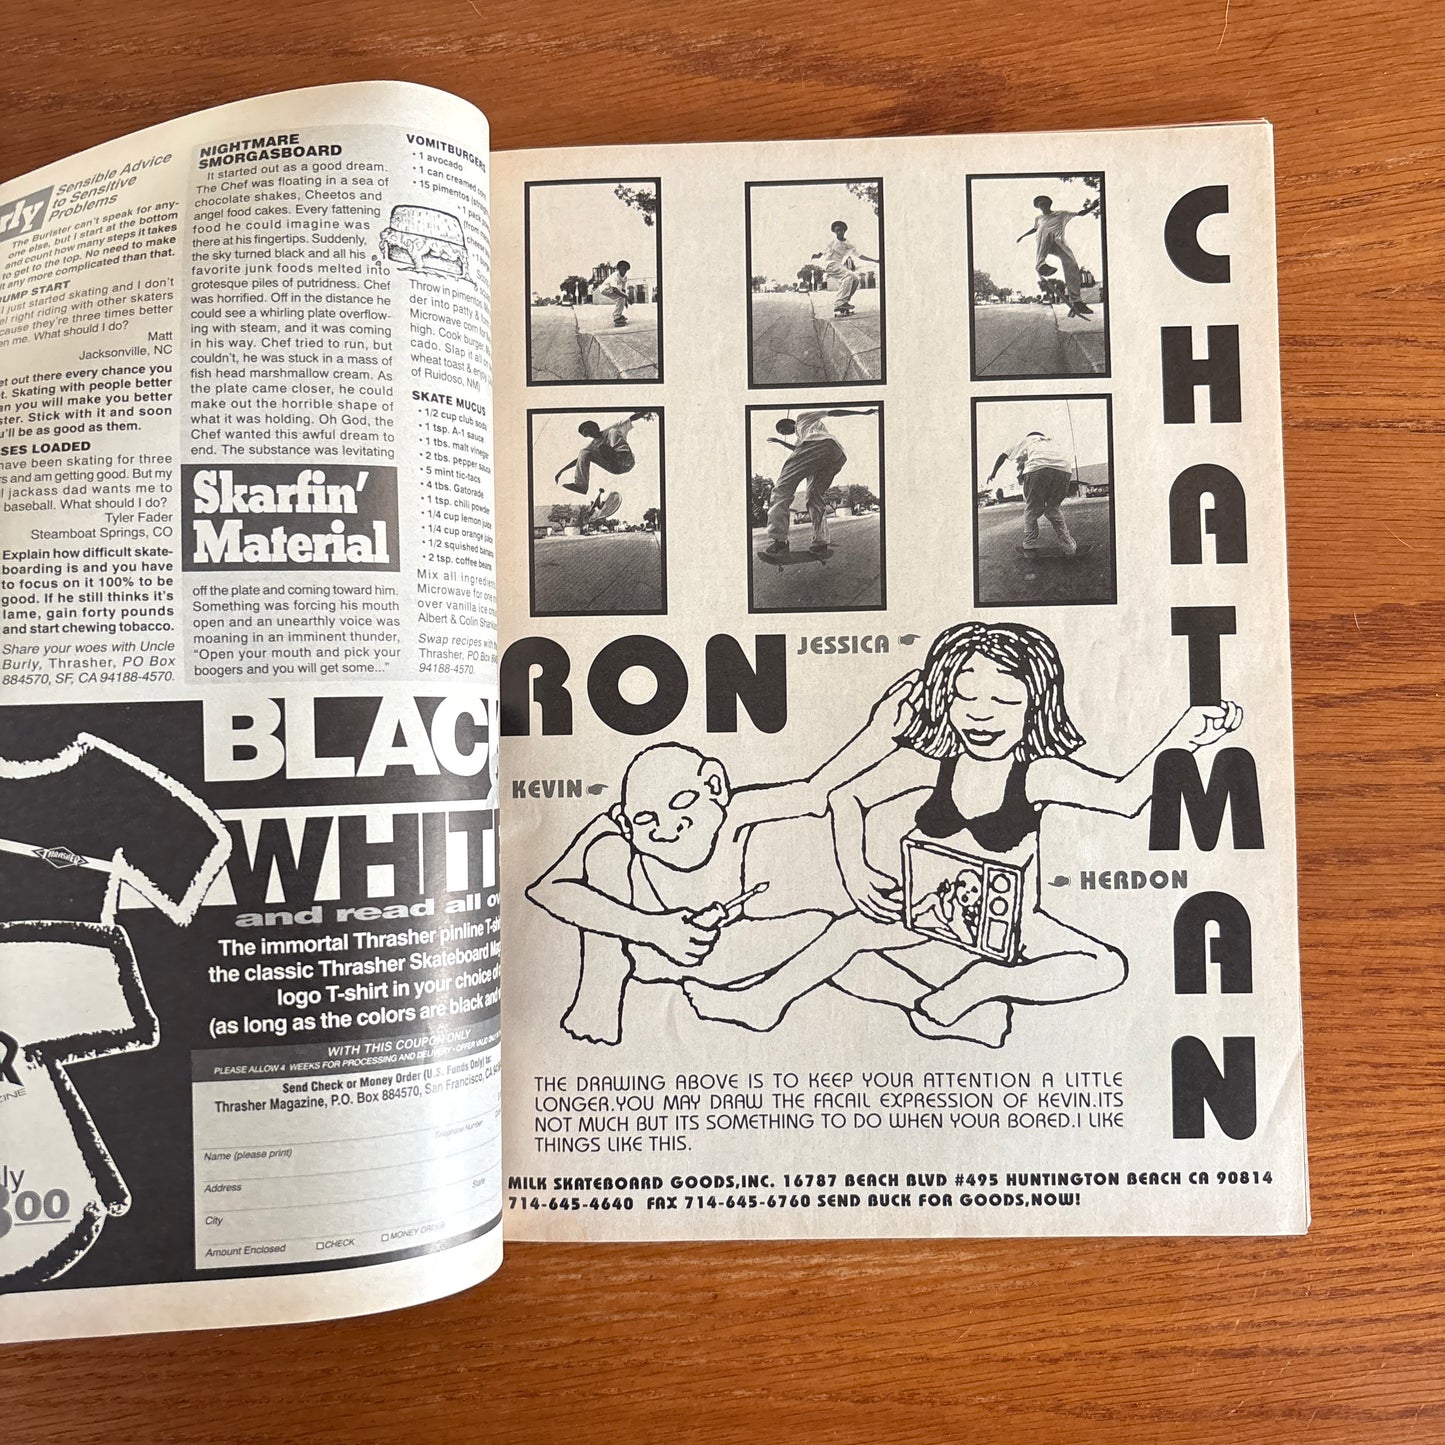 Sensible Advice
to Sensitive
Problems
The Burlster can't speak for any-
one else, but I start at the bottom
and count how many steps it takes
to get to the top. No need to make
any more complicated than that.
JUMP START
I just started skating and I don't
right riding with other skaters
because they're three times better
me. What should I do?
Matt
Jacksonville, NC
out there every chance you
Skating with people better
you will make you better
Stick with it and soon
be as good as them.
LOADED
have been skating for three
and am getting good. But my
jackass dad wants me to
baseball. What should I do?
Tyler Fader
Steamboat Springs, CO
Explain how difficult skate-
boarding is and you have
to focus on it 100% to be
good. If he still thinks it's
lame, gain forty pounds
and start chewing tobacco.
Share your woes with Uncle
Burly, Thrasher, PO Box
884570, SF, CA 94188-4570.
NIGHTMARE
SMORGASBOARD
It started out as a good dream.
The Chef was floating in a sea of
chocolate shakes, Cheetos and
angel food cakes. Every fattening
food he could imagine was
there at his fingertips. Suddenly,
the sky turned black and all his
favorite junk foods melted into
grotesque piles of putridness. Chef
was horrified. Off in the distance he
could see a whirling plate overflow-
ing with steam, and it was coming
in his way. Chef tried to run, but
couldn't, he was stuck in a mass of
fish head marshmallow cream. As
the plate came closer, he could
make out the horrible shape of
what it was holding. Oh God, the
Chef wanted this awful dream to
end. The substance was levitating
Skarfin'
Material
off the plate and coming toward him.
Something was forcing his mouth
open and an unearthly voice was
moaning in an imminent thunder,
"Open your mouth and pick your
boogers and you will get some..."
VOMITBURGERS
• 1 avocado
• 1 can creamed corn
• 15 pimentos
• 1 pack
Throw in pimentos,
der into patty &
Microwave corn for
high. Cook burger.
cado. Slap it all on
wheat toast & enjoy.
of Ruidoso, NM)
SKATE MUCUS
• 1/2 cup club soda
• 1 tsp. A-1 sauce
• 1 tbs. malt vinegar
• 2 tbs. pepper sauce
• 5 mint tic-tacs
• 4 tbs. Gatorade
• 1 tsp. chili powder
• 1/4 cup lemon juice
• 1/4 cup orange juice
• 1/2 squished banana
• 2 tsp. coffee beans
Mix all ingredients
Microwave for one
over vanilla ice
Albert & Colin
Swap recipes with
Thrasher, PO Box
94188-4570.
BLACK
WHITE
and read all
The immortal Thrasher pinline T-shirt
the classic Thrasher Skateboard
logo T-shirt in your choice of
(as long as the colors are black and
THRASHER
00
WITH THIS COUPON ONLY
PLEASE ALLOW 4 WEEKS FOR PROCESSING AND DELIVERY • OFFER VALID
Send Check or Money Order (U.S. Funds Only) to:
Thrasher Magazine, P.O. Box 884570, San Francisco, CA
Telephone Number
Name (please print)
Address
State
City
Amount Enclosed
CHECK
MONEY ORDER
RON
CHATMAN
JESSICA
KEVIN
HERDON
THE DRAWING ABOVE IS TO KEEP YOUR ATTENTION A LITTLE
LONGER.YOU MAY DRAW THE FACAIL EXPRESSION OF KEVIN.ITS
NOT MUCH BUT ITS SOMETHING TO DO WHEN YOUR BORED.I LIKE
THINGS LIKE THIS.
MILK SKATEBOARD GOODS,INC. 16787 BEACH BLVD #495 HUNTINGTON BEACH CA 90814
714-645-4640 FAX 714-645-6760 SEND BUCK FOR GOODS,NOW!